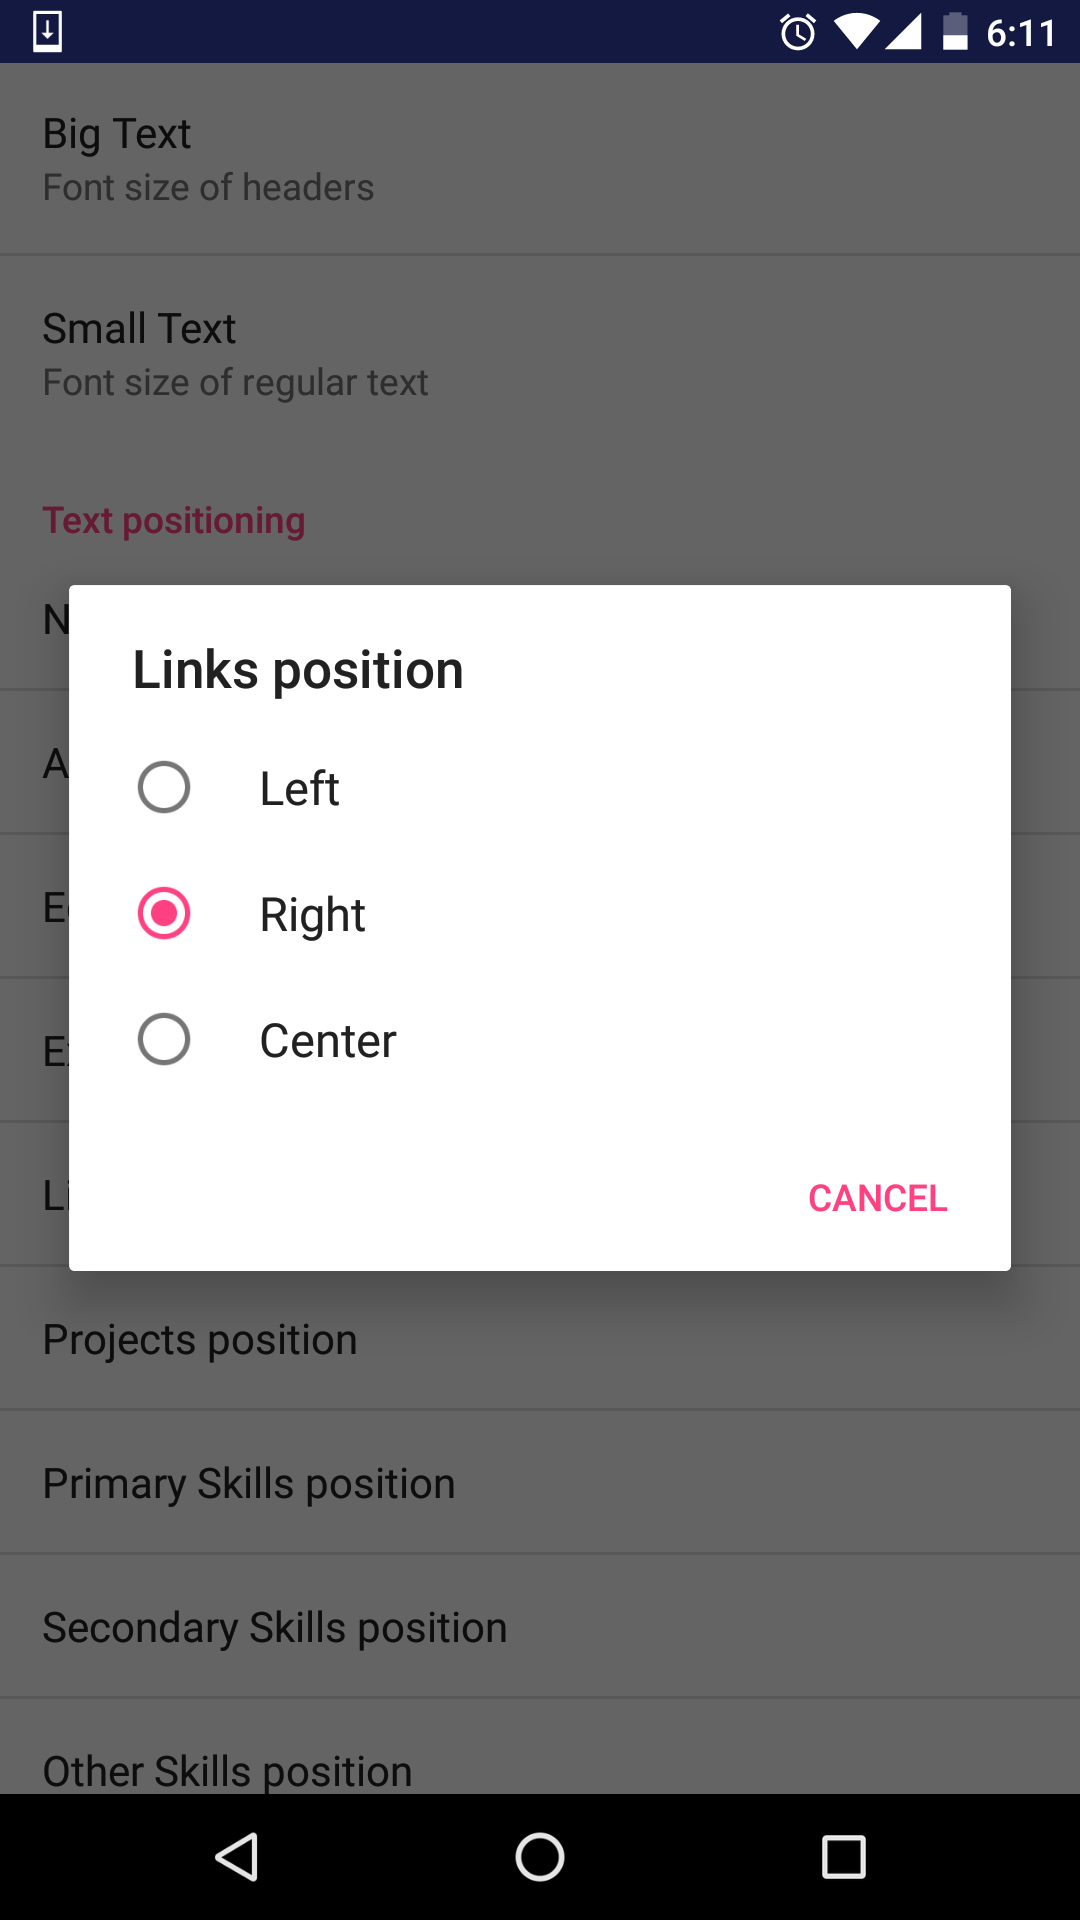 6:11
Big Text
Font size of headers
Small Text
Font size of regular text
Text positioning
Links position
Left
Right
Center
CANCEL
Projects position
Primary Skills position
Secondary Skills position
Other Skills position